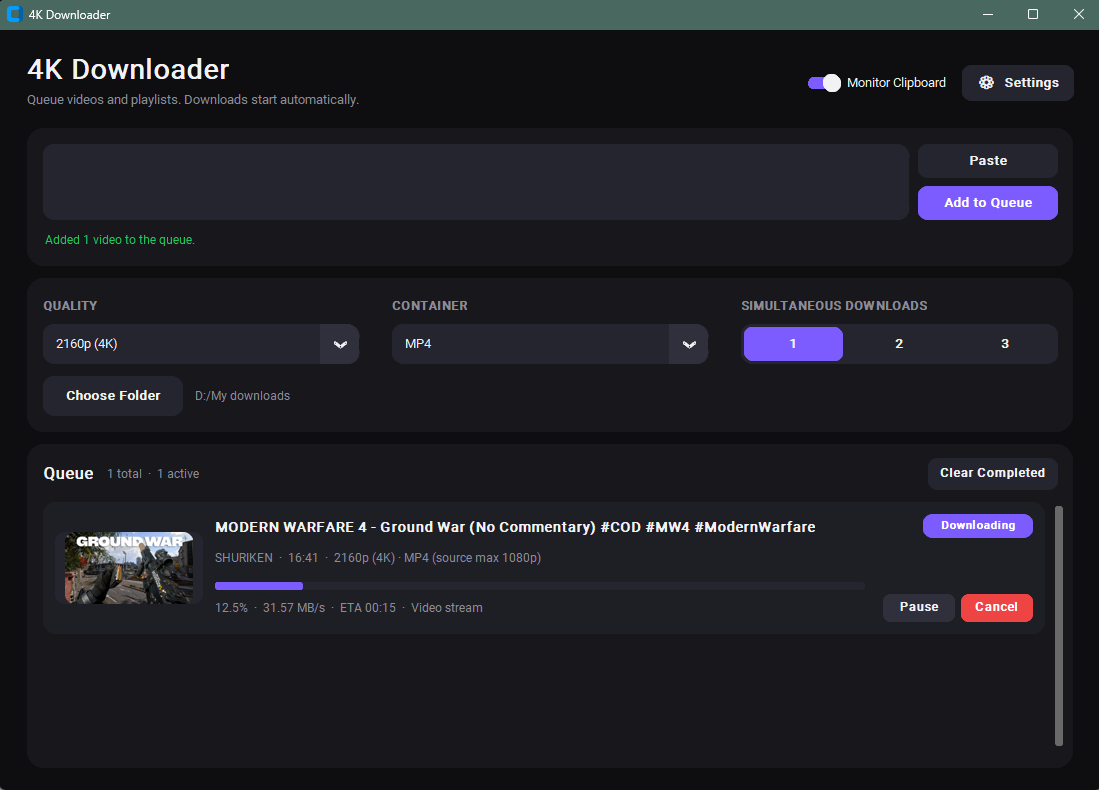 4K Downloader
4K Downloader
Queue videos and playlists. Downloads start automatically.
Monitor Clipboard
Settings
Paste
Add to Queue
Added 1 video to the queue.
QUALITY
CONTAINER
SIMULTANEOUS DOWNLOADS
2160p (4K)
MP4
1 2 3
Choose Folder
D:/My downloads
Queue
1 total · 1 active
Clear Completed
GROUND WAR
MODERN WARFARE 4 - Ground War (No Commentary) #COD #MW4 #ModernWarfare
Downloading
SHURIKEN · 16:41 · 2160p (4K) · MP4 (source max 1080p)
12.5% · 31.57 MB/s · ETA 00:15 · Video stream
Pause
Cancel